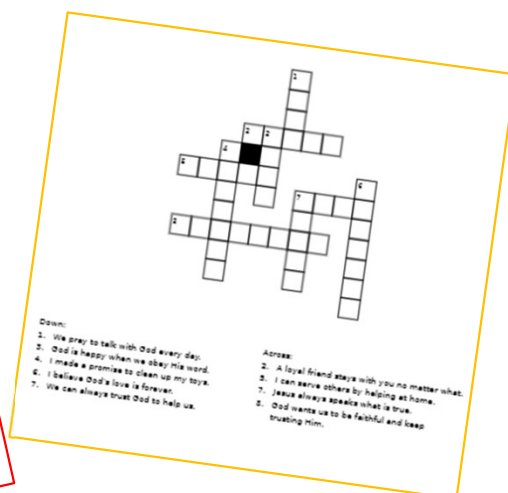 1
2
4
6
7
Down:
1. We pray to talk with God every day.
3. God is happy when we obey His word.
4. I made a promise to clean up my toys.
6. I believe God's love is forever.
7. We can always trust God to help us.
Across:
2. A loyal friend stays with you no matter what.
5. I can serve others by helping at home.
7. Jesus always speaks what is true.
8. God wants us to be faithful and keep
trusting Him.